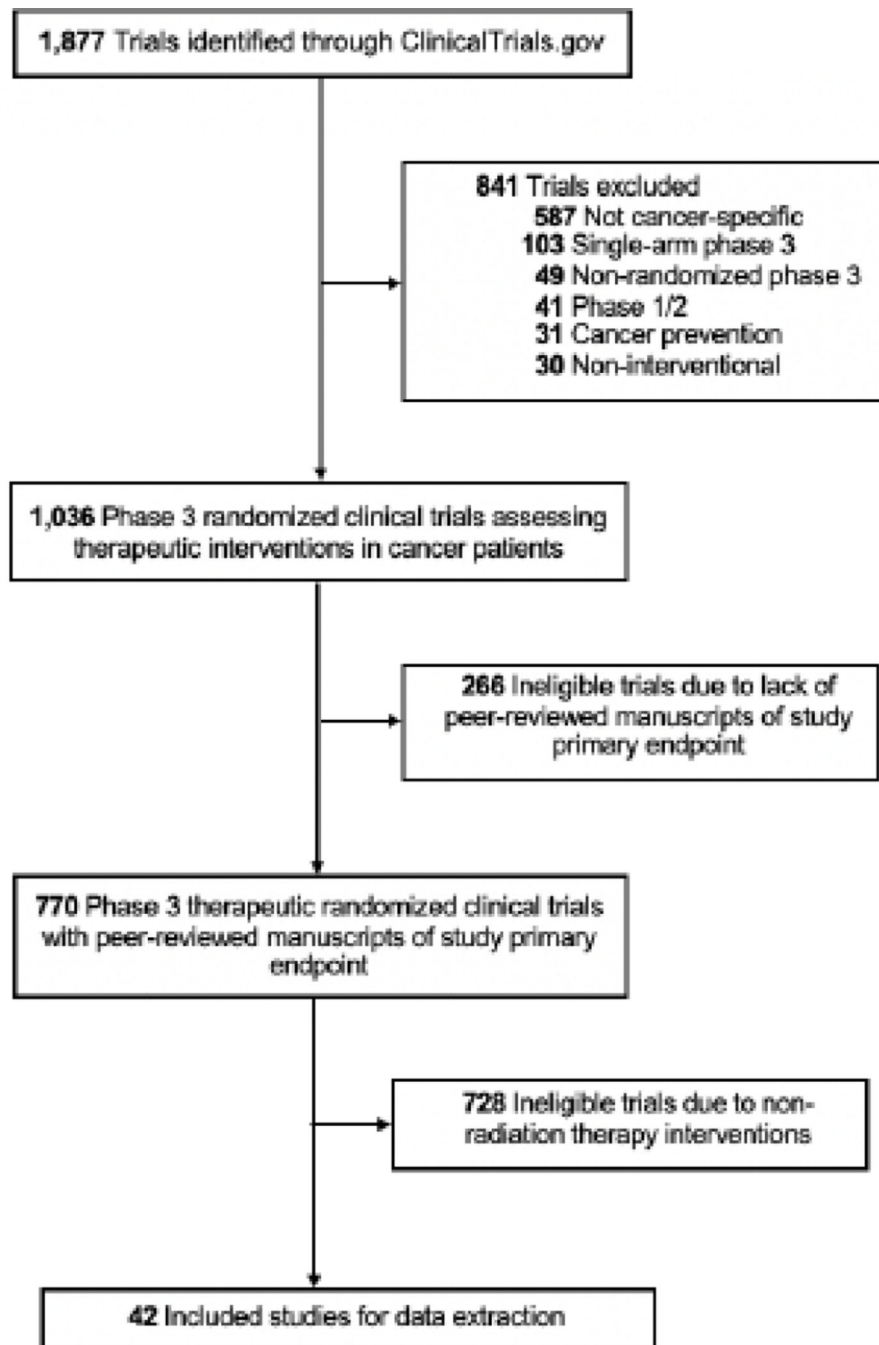 1,877 Trials identified through ClinicalTrials.gov
841 Trials excluded
587 Not cancer-specific
103 Single-arm phase 3
49 Non-randomized phase 3
41 Phase 1/2
31 Cancer prevention
30 Non-interventional
1,036 Phase 3 randomized clinical trials assessing
therapeutic interventions in cancer patients
266 Ineligible trials due to lack of
peer-reviewed manuscripts of study
primary endpoint
770 Phase 3 therapeutic randomized clinical trials
with peer-reviewed manuscripts of study primary
endpoint
728 Ineligible trials due to non-
radiation therapy interventions
42 Included studies for data extraction